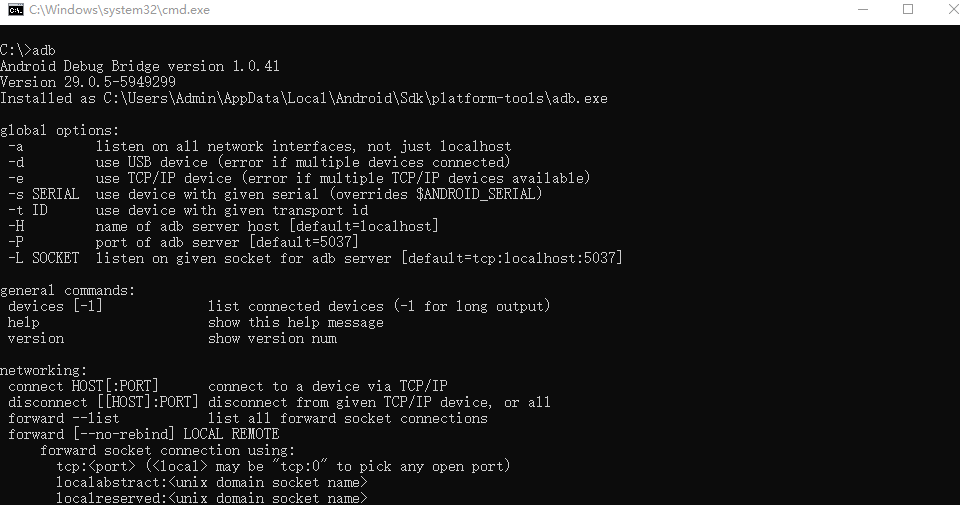 C:\Windows\system32\cmd.exe
C:\>adb
Android Debug Bridge version 1.0.41
Version 29.0.5-5949299
Installed as C:\Users\Admin\AppData\Local\Android\Sdk\platform-tools\adb.exe
global options:
-a listen on all network interfaces, not just localhost
-d use USB device (error if multiple devices connected)
-e use TCP/IP device (error if multiple TCP/IP devices available)
-s SERIAL use device with given serial (overrides $ANDROID_SERIAL)
-t ID use device with given transport id
-H name of adb server host [default=localhost]
-P port of adb server [default=5037]
-L SOCKET listen on given socket for adb server [default=tcp:localhost:5037]
general commands:
devices [-l] list connected devices (-l for long output)
help show this help message
version show version num
networking:
connect HOST[:PORT] connect to a device via TCP/IP
disconnect [[HOST]:PORT] disconnect from given TCP/IP device, or all
forward --list list all forward socket connections
forward [--no-rebind] LOCAL REMOTE
forward socket connection using:
tcp:<port> (<local> may be "tcp:0" to pick any open port)
localabstract:<unix domain socket name>
localreserved:<unix domain socket name>